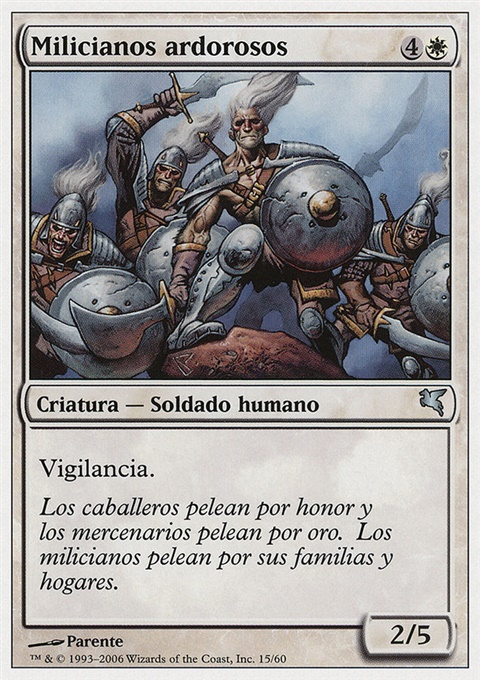 Milicianos ardorosos 4
Criatura — Soldado humano
Vigilancia.
Los caballeros pelean por honor y
los mercenarios pelean por oro. Los
milicianos pelean por sus familias y
hogares.
2/5
Parente
™ & © 1993–2006 Wizards of the Coast, Inc. 15/60